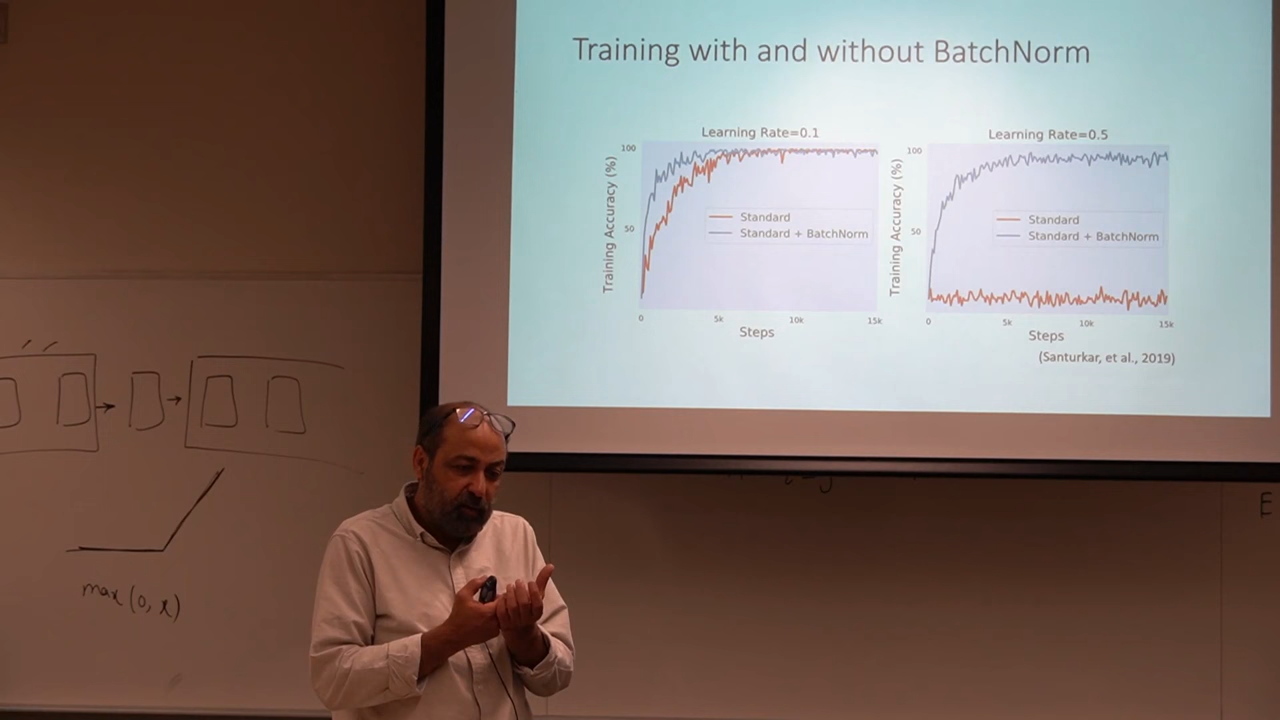 Training with and without BatchNorm
Learning Rate=0.1
Training Accuracy (%)
100
50
Standard
Standard + BatchNorm
0
5k
10k
15k
Steps
Learning Rate=0.5
Training Accuracy (%)
100
50
Standard
Standard + BatchNorm
0
5k
10k
15k
Steps
(Santurkar, et al., 2019)
max (0, x)
E